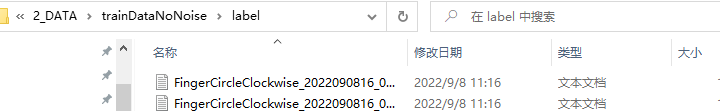 « 2_DATA > trainDataNoNoise > label
在 label 中搜索
名称 修改日期 类型 大小
FingerCircleClockwise_2022090816_0... 2022/9/8 11:16 文本文档
FingerCircleClockwise_2022090816_0... 2022/9/8 11:16 文本文档